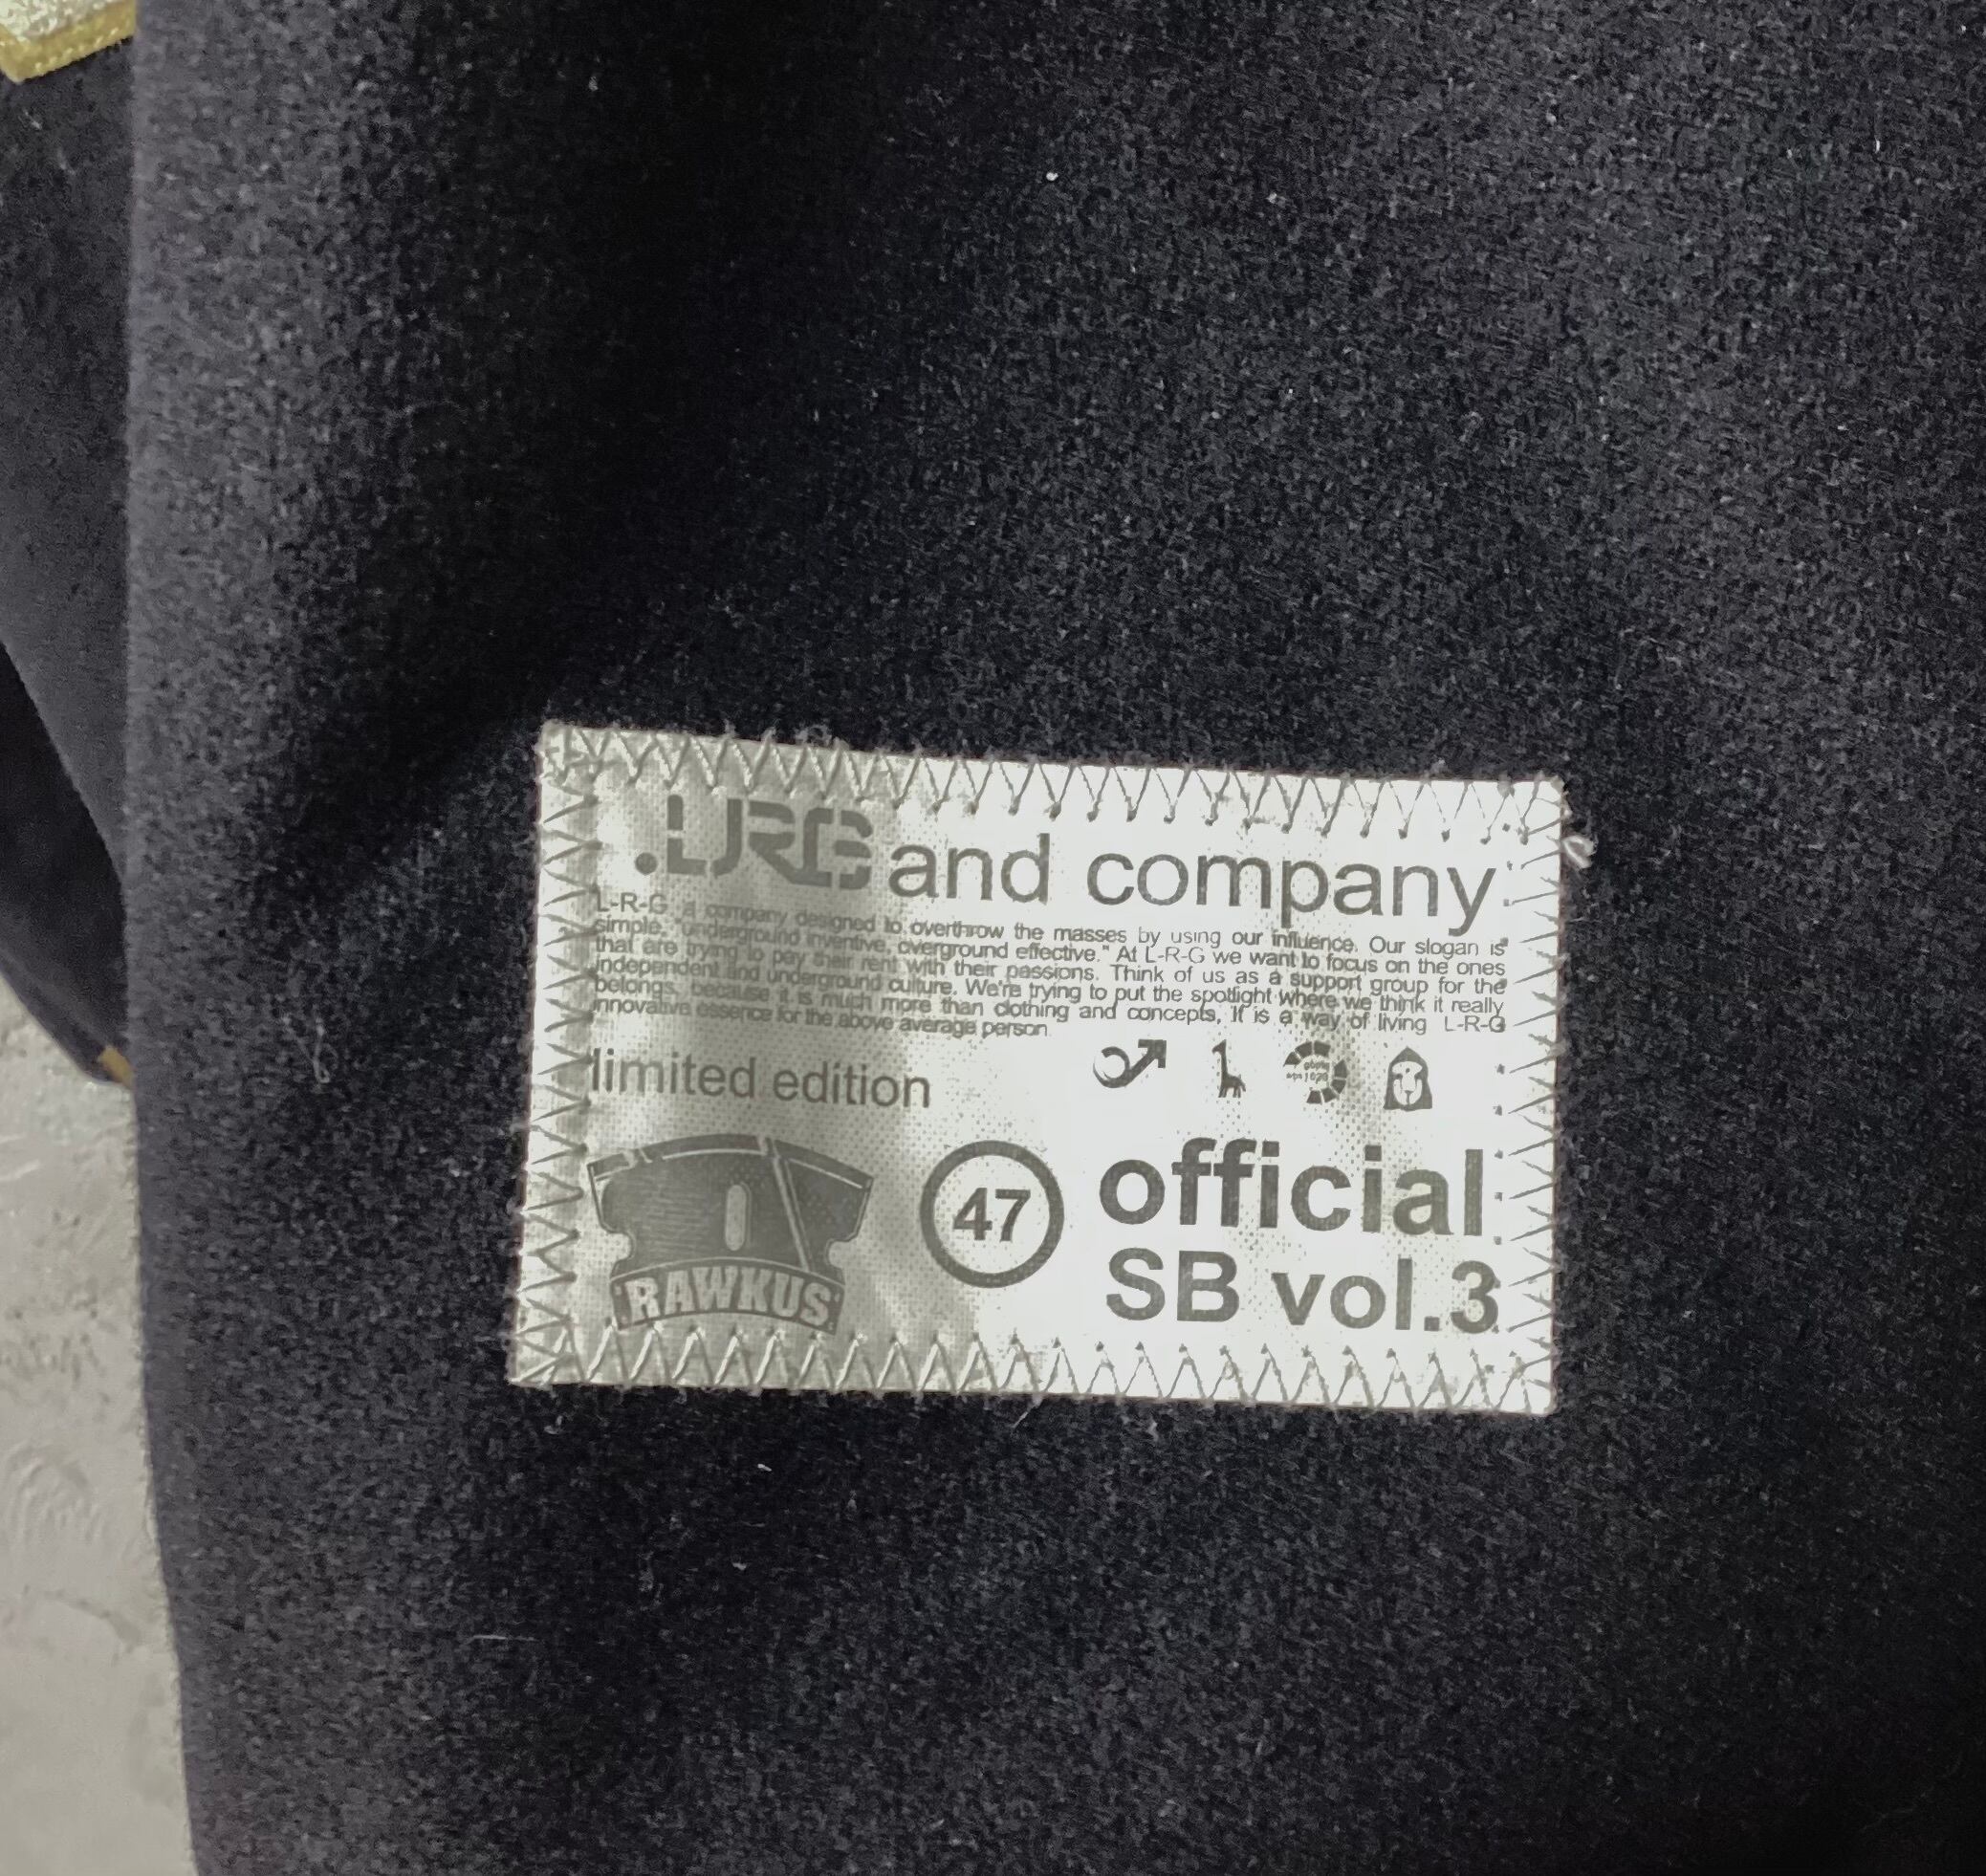 .LRG and company
L-R-G. a company designed to overthrow the masses by using our influence. Our slogan is
simple, "underground inventive, overground effective." At L-R-G we want to focus on the ones
that are trying to pay their rent with their passions. Think of us as a support group for the
independent and underground culture. We're trying to put the spotlight where we think it really
belongs, because it is much more than clothing and concepts, If is a way of living L-R-G
innovative essence for the above average person
limited edition
RAWKUS
47
official
SB vol.3